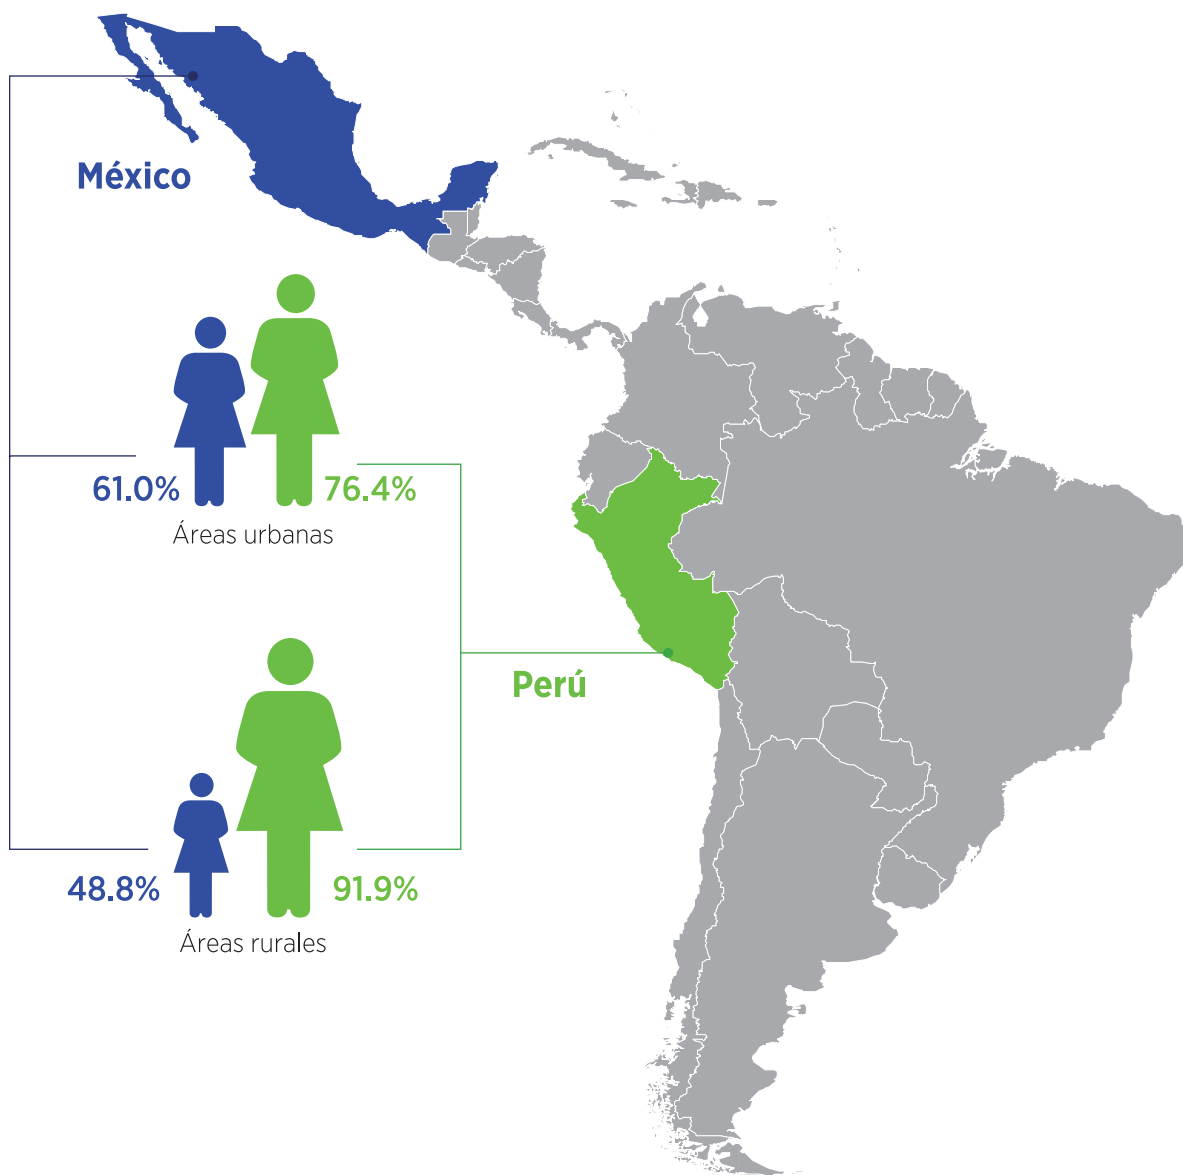 México
61.0%
76.4%
Áreas urbanas
Perú
48.8%
91.9%
Áreas rurales